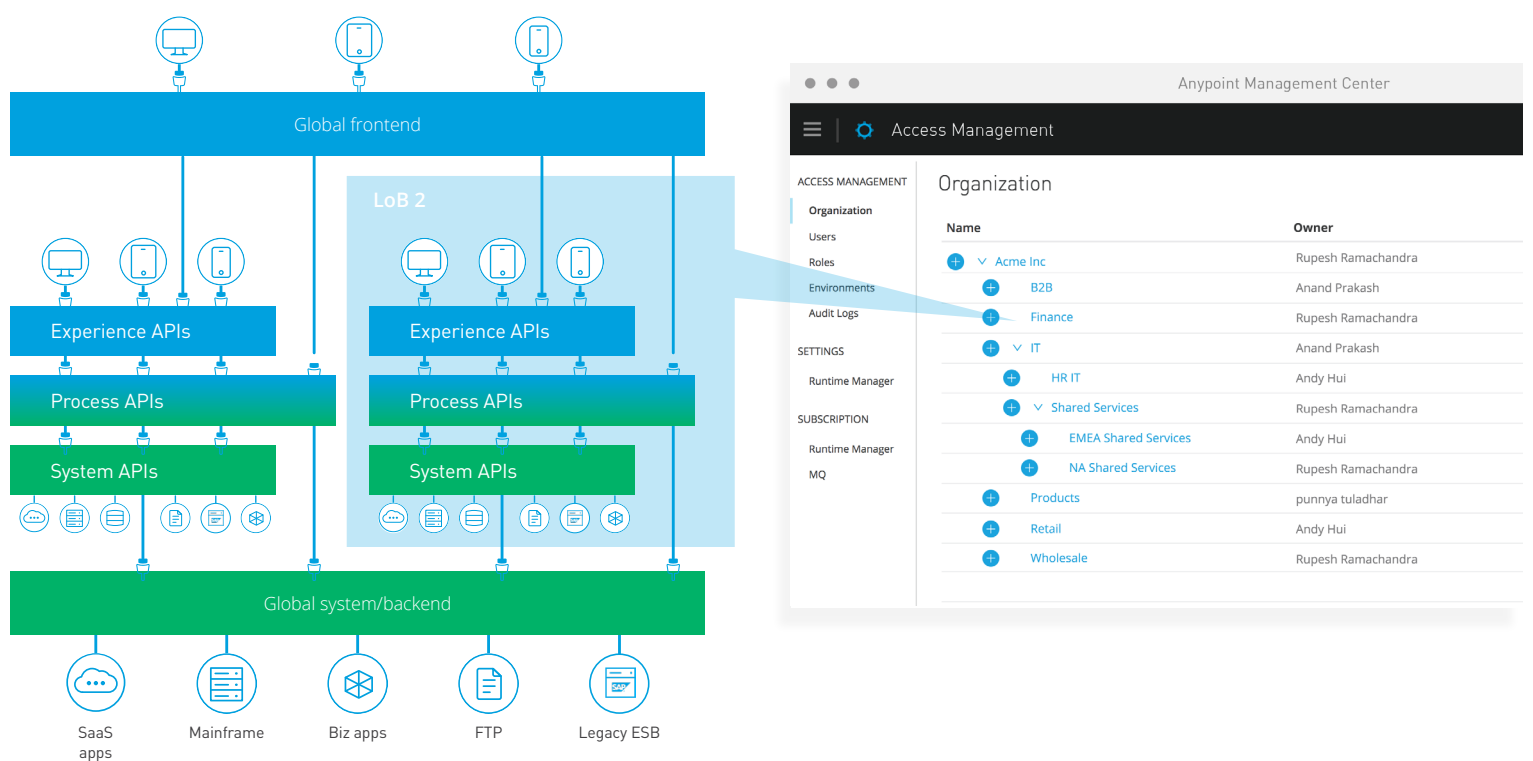 Global frontend
LoB 2
Experience APIs
Process APIs
System APIs
Experience APIs
Process APIs
System APIs
Global system/backend
SaaS
apps
Mainframe
Biz apps
FTP
SAP
Legacy ESB
Anypoint Management Center
Access Management
ACCESS MANAGEMENT
Organization
Users
Roles
Environments
Audit Logs
SETTINGS
Runtime Manager
SUBSCRIPTION
Runtime Manager
MQ
Organization
Name Owner
Acme Inc Rupesh Ramachandra
B2B Anand Prakash
Finance Rupesh Ramachandra
IT Anand Prakash
HR IT Andy Hui
Shared Services Rupesh Ramachandra
EMEA Shared Services Andy Hui
NA Shared Services Rupesh Ramachandra
Products punnya tuladhar
Retail Andy Hui
Wholesale Rupesh Ramachandra